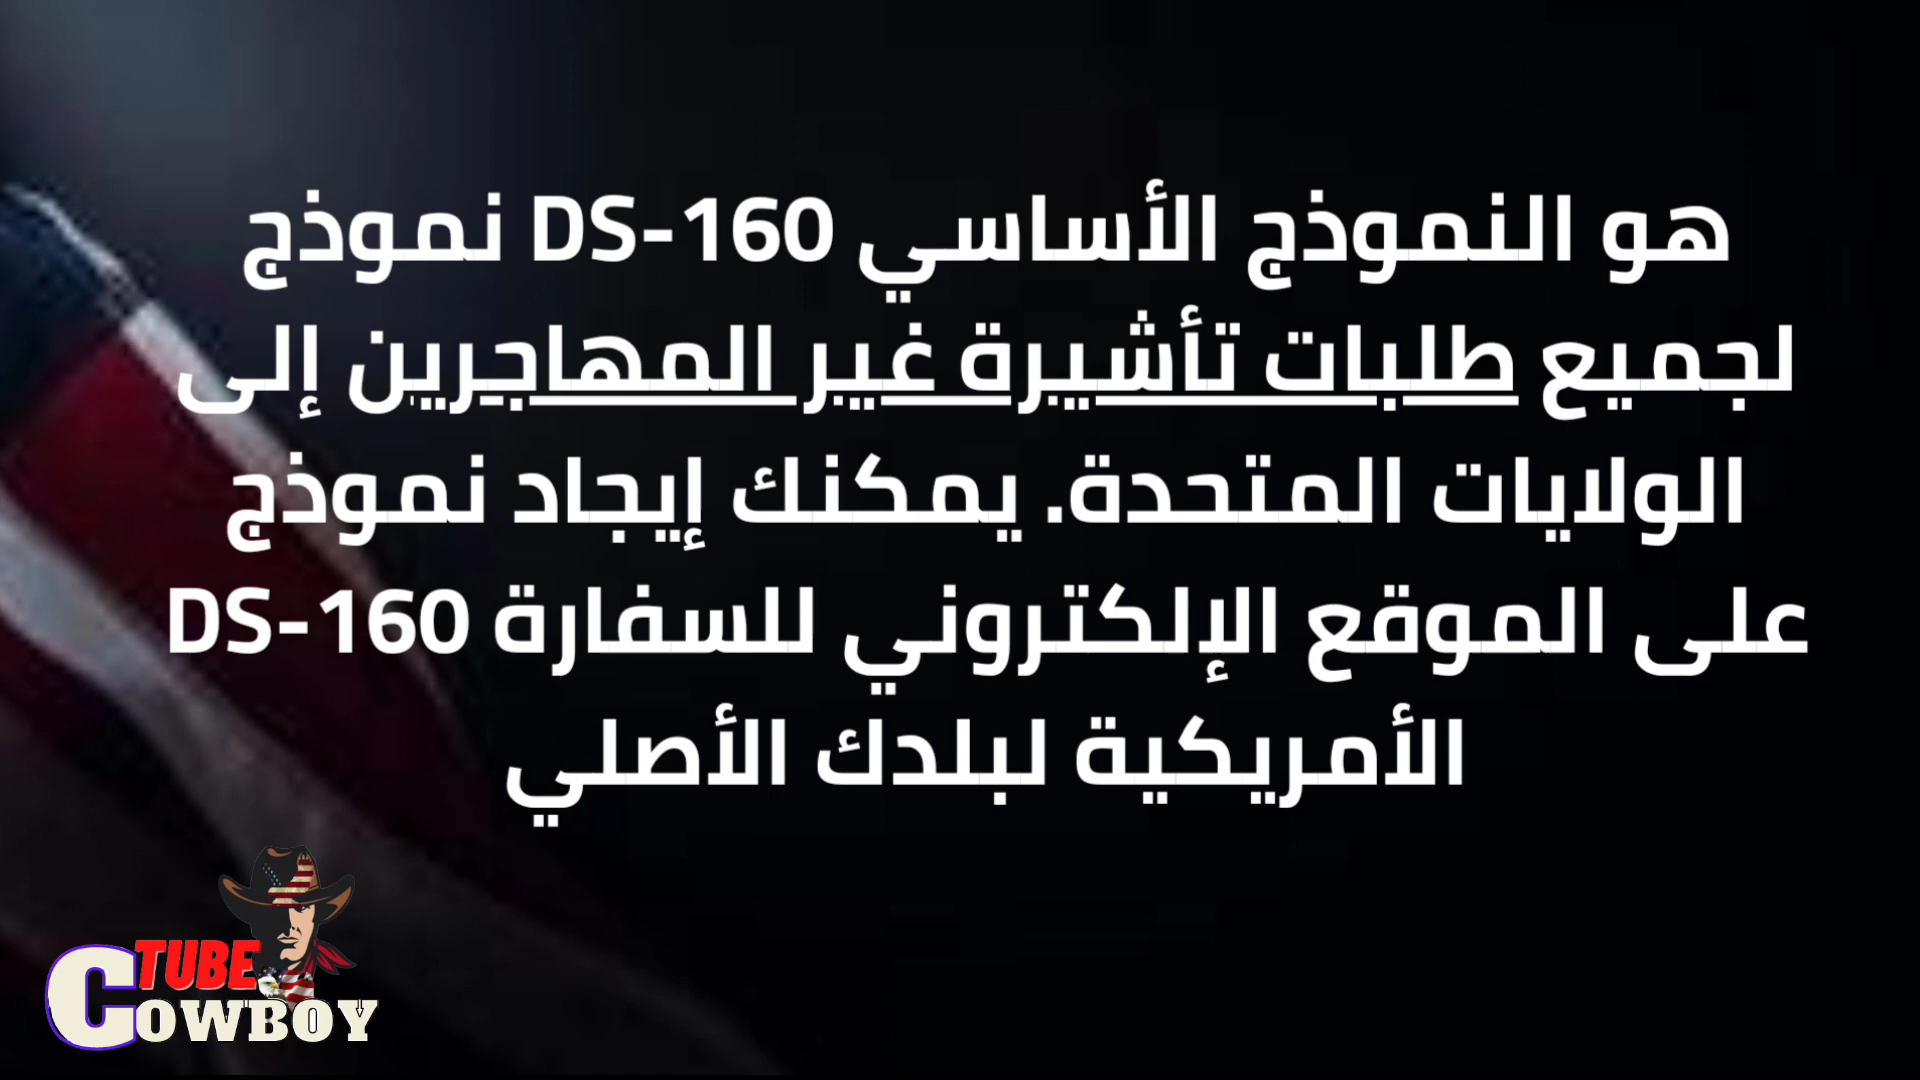 هو النموذج الأساسي DS-160 نموذج
لجميع طلبات تأشيرة غير المهاجرين إلى
الولايات المتحدة. يمكنك إيجاد نموذج
على الموقع الإلكتروني للسفارة DS-160
الأمريكية لبلدك الأصلي
TUBE
COWBOY